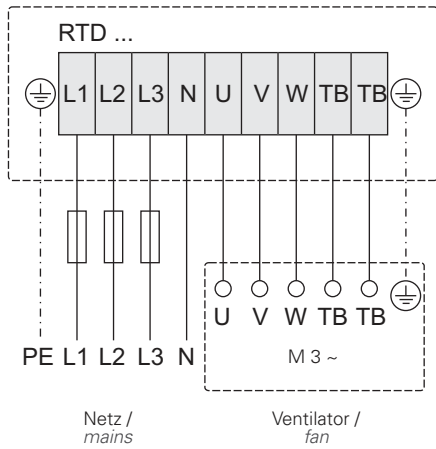 RTD ...
L1 L2 L3 N U V W TB TB
U V W TB TB
PE L1 L2 L3 N
M 3 ~
Netz / Ventilator /
mains fan